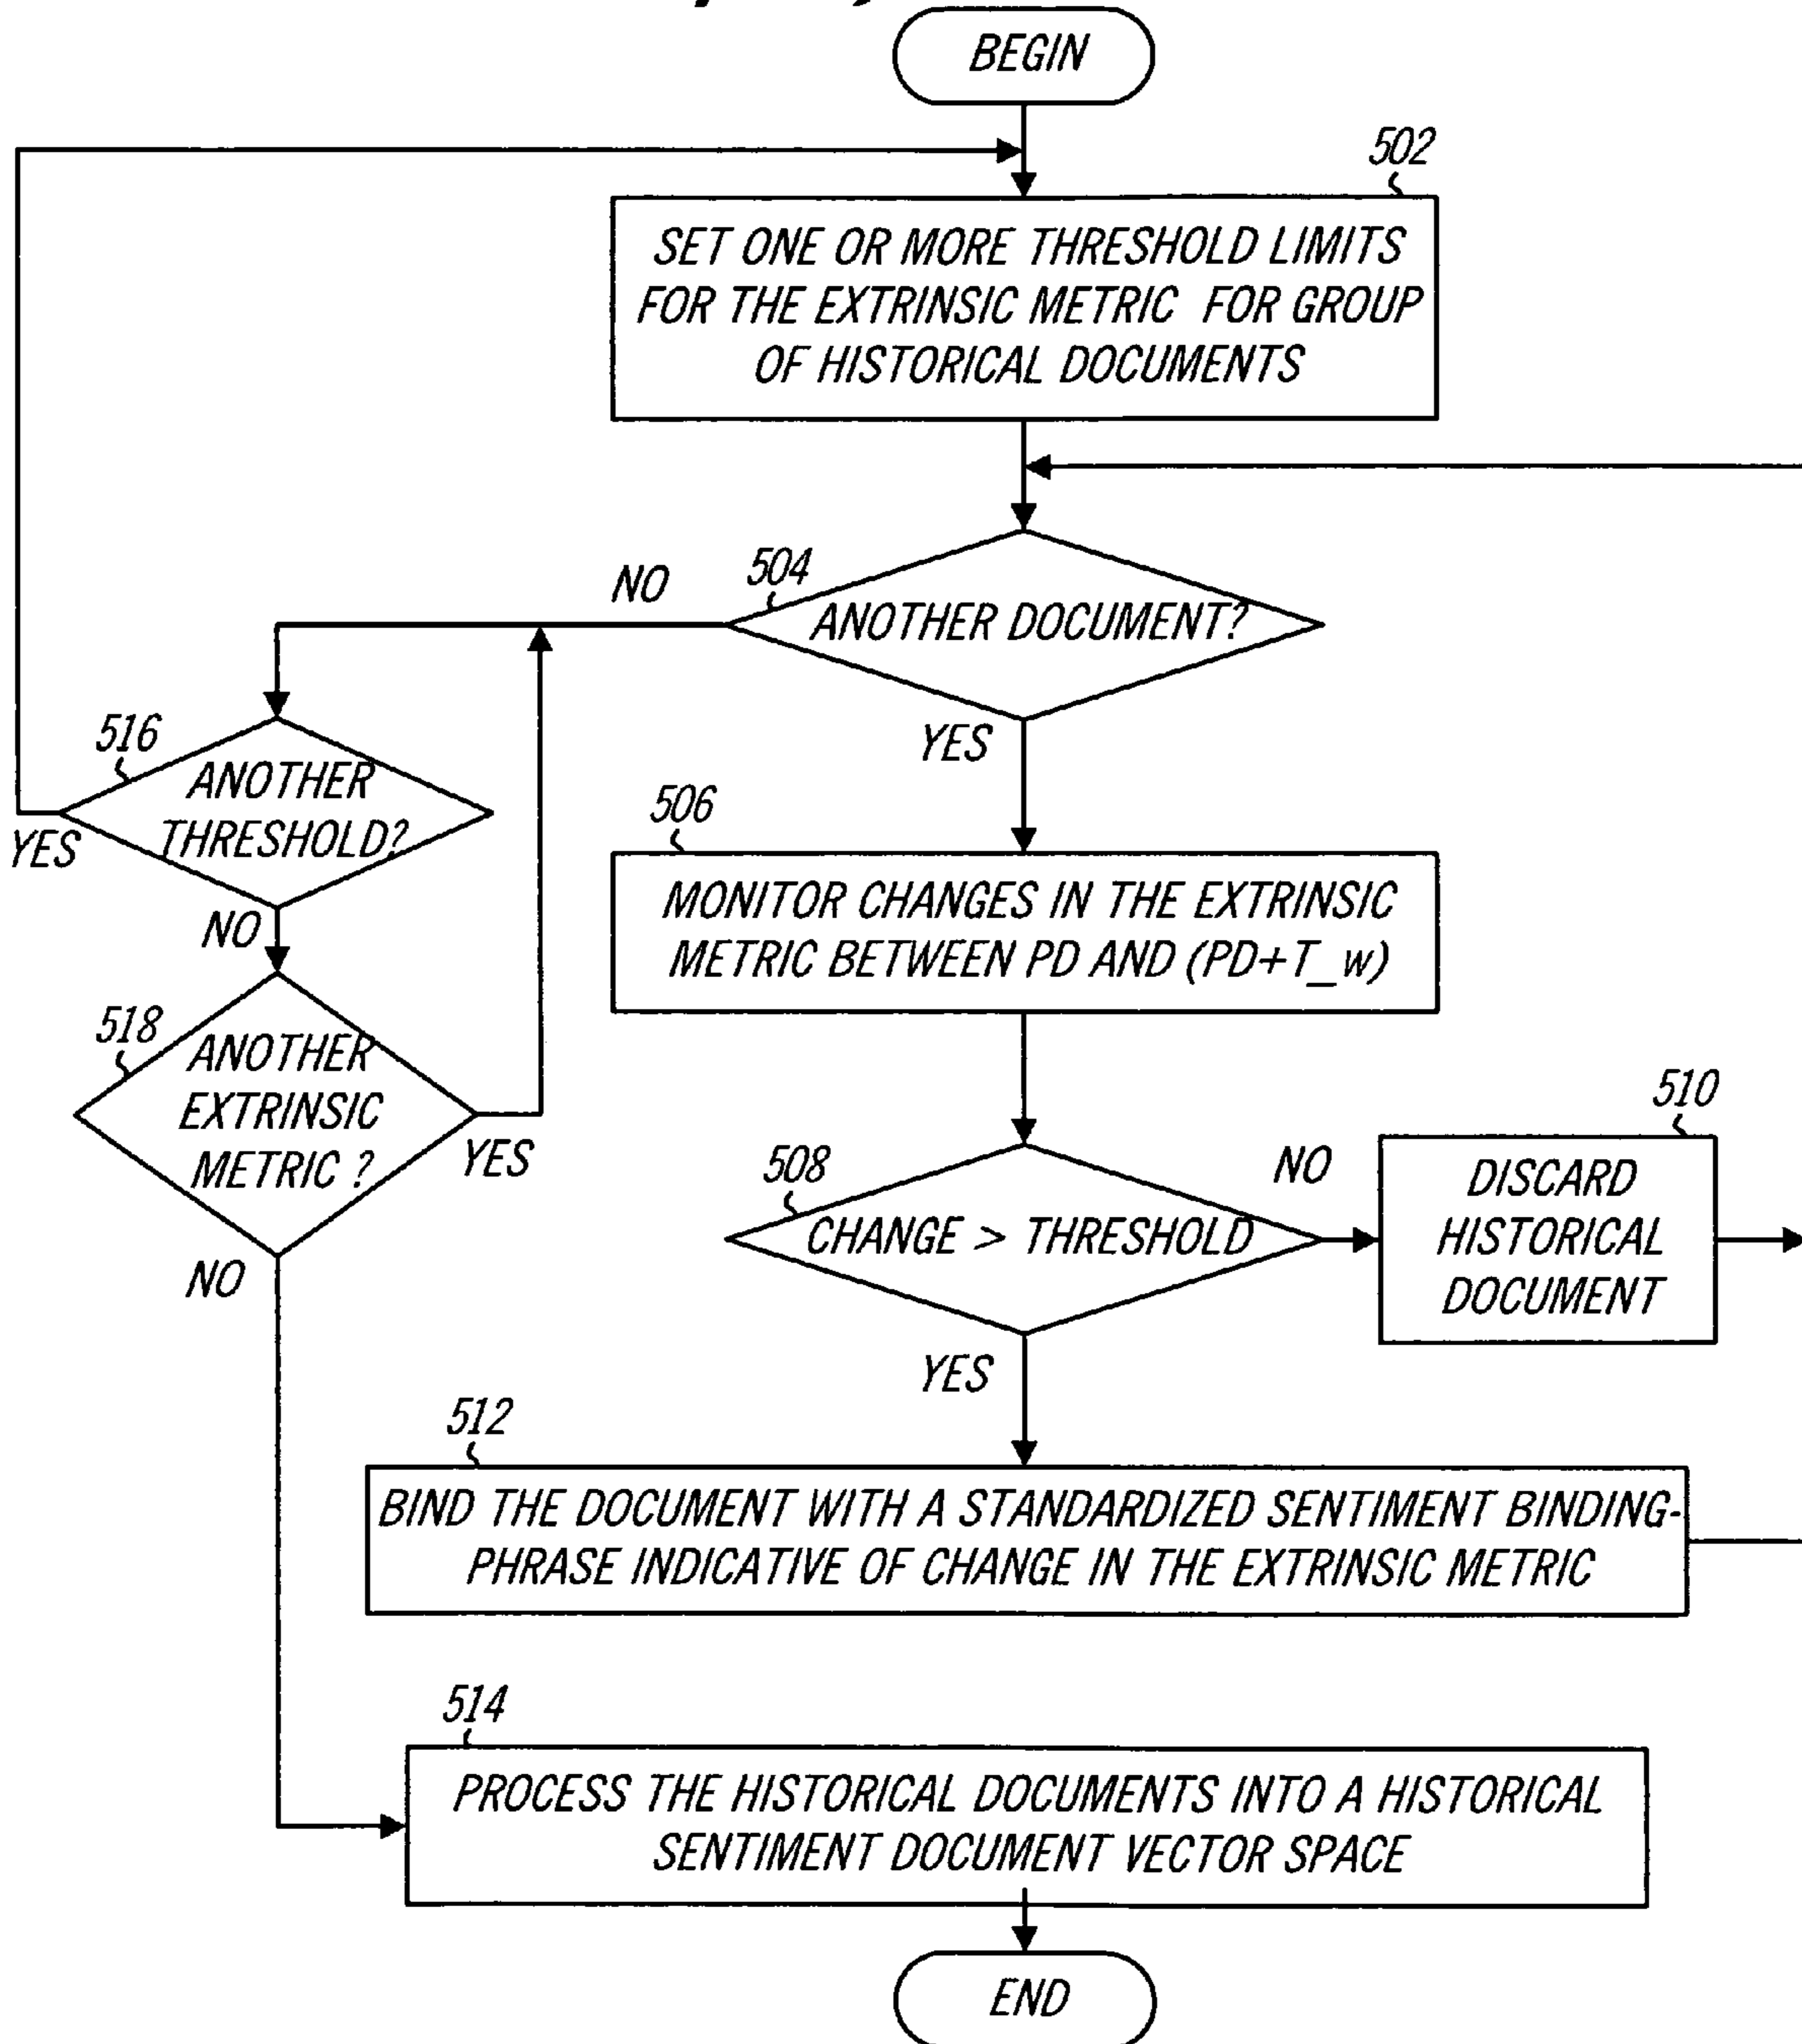 BEGIN
502
SET ONE OR MORE THRESHOLD LIMITS
FOR THE EXTRINSIC METRIC FOR GROUP
OF HISTORICAL DOCUMENTS
504
NO
ANOTHER DOCUMENT?
YES
516
ANOTHER
THRESHOLD?
YES
NO
506
MONITOR CHANGES IN THE EXTRINSIC
METRIC BETWEEN PD AND (PD+T_w)
518
ANOTHER
EXTRINSIC
METRIC ?
YES
NO
508
CHANGE > THRESHOLD
NO
YES
510
DISCARD
HISTORICAL
DOCUMENT
512
BIND THE DOCUMENT WITH A STANDARDIZED SENTIMENT BINDING-
PHRASE INDICATIVE OF CHANGE IN THE EXTRINSIC METRIC
514
PROCESS THE HISTORICAL DOCUMENTS INTO A HISTORICAL
SENTIMENT DOCUMENT VECTOR SPACE
END